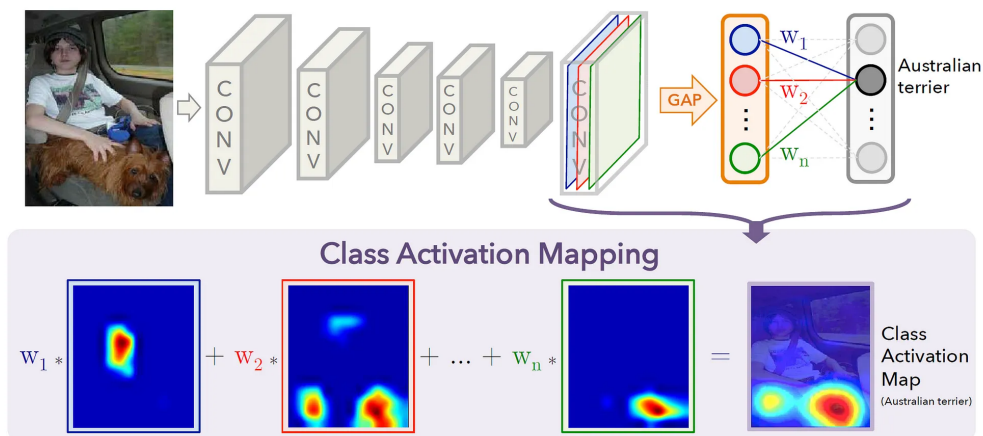 CONV
CONV
CONV
CONV
CONV
CONV
GAP
w1
w2
wn
Australian
terrier
Class Activation Mapping
w1 * + w2 * + ... + wn * =
Class
Activation
Map
(Australian terrier)